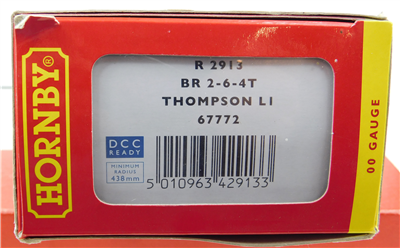 HORNBY®
R 2913
BR 2-6-4T
THOMPSON L1
67772
DCC
READY
MINIMUM
RADIUS
438mm
5 010963 429133
00 GAUGE